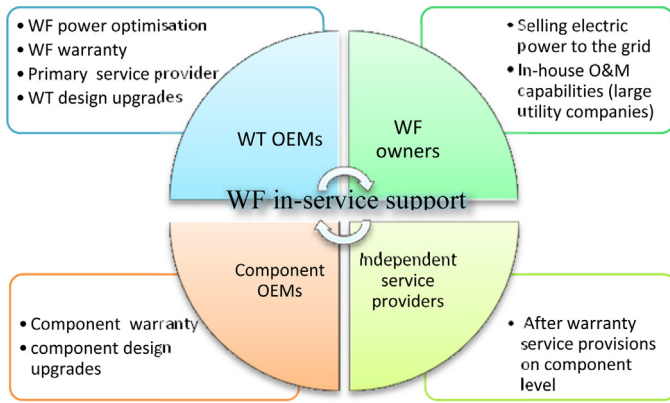 • WF power optimisation
• WF warranty
• Primary service provider
• WT design upgrades
• Selling electric
power to the grid
• In-house O&M
capabilities (large
utility companies)
WT OEMs
WF
owners
WF in-service support
Component
OEMs
Independent
service
providers
• Component warranty
• component design
upgrades
• After warranty
service provisions
on component
level